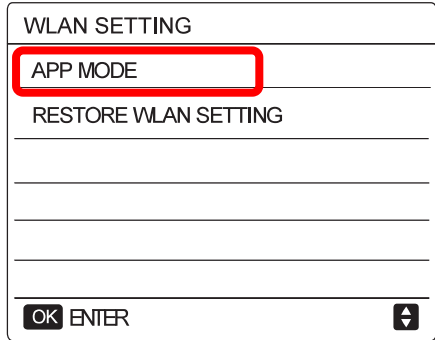 WLAN SETTING
APP MODE
RESTORE WLAN SETTING
OK ENTER